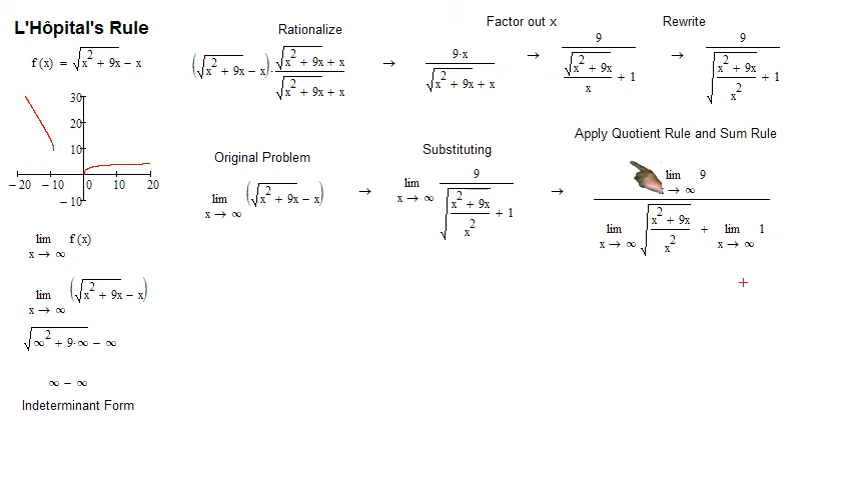 L'Hôpital's Rule
f(x) = √(x² + 9x) − x
30
20
10
− 20 − 10 0 10 20
− 10
lim f(x)
x → ∞
lim (√(x² + 9x) − x)
x → ∞
√(∞² + 9·∞) − ∞
∞ − ∞
Indeterminant Form
Rationalize
(√(x² + 9x) − x) · (√(x² + 9x) + x)/(√(x² + 9x) + x) → 9·x/(√(x² + 9x) + x) →
Factor out x
9/(√(x² + 9x)/x + 1) →
Rewrite
9/(√((x² + 9x)/x²) + 1)
Original Problem
lim (√(x² + 9x) − x) →
x → ∞
Substituting
lim 9/(√((x² + 9x)/x²) + 1) →
x → ∞
Apply Quotient Rule and Sum Rule
lim 9
x → ∞
lim √((x² + 9x)/x²) + lim 1
x → ∞ x → ∞
+